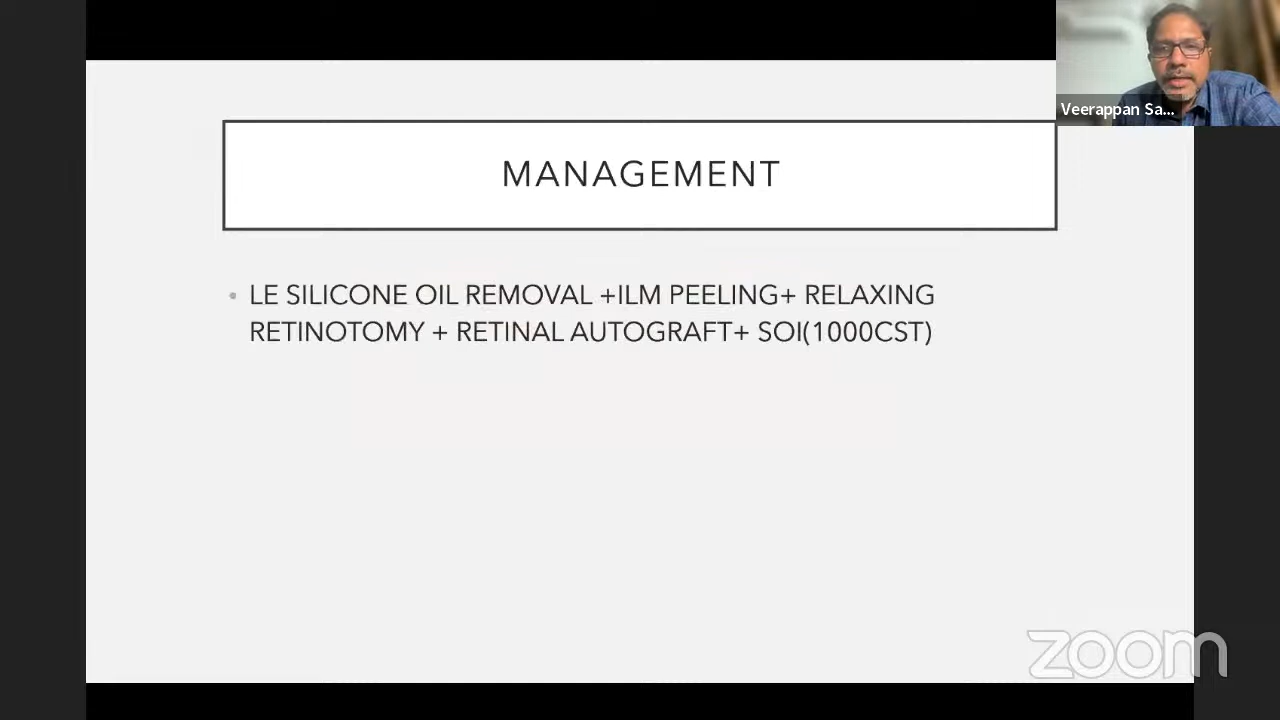 Veerappan Sa...
MANAGEMENT
• LE SILICONE OIL REMOVAL +ILM PEELING+ RELAXING
RETINOTOMY + RETINAL AUTOGRAFT+ SOI(1000CST)
zoom